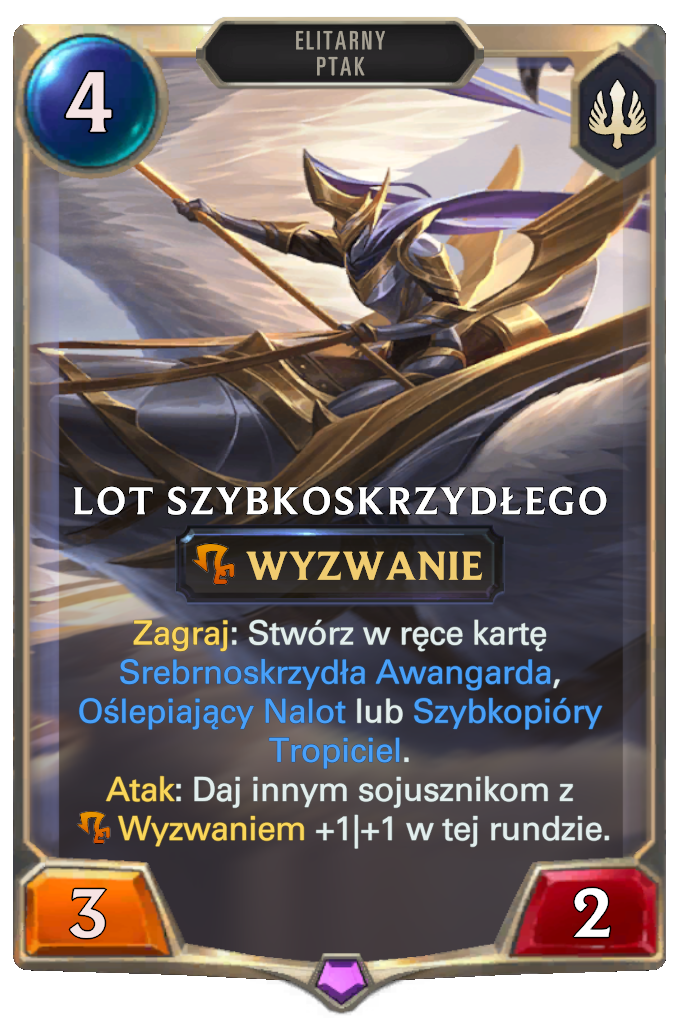 ELITARNY
PTAK
4
LOT SZYBKOSKRZYDŁEGO
WYZWANIE
Zagraj: Stwórz w ręce kartę
Srebrnoskrzydła Awangarda,
Oślepiający Nalot lub Szybkopióry
Tropiciel.
Atak: Daj innym sojusznikom z
Wyzwaniem +1|+1 w tej rundzie.
3
2